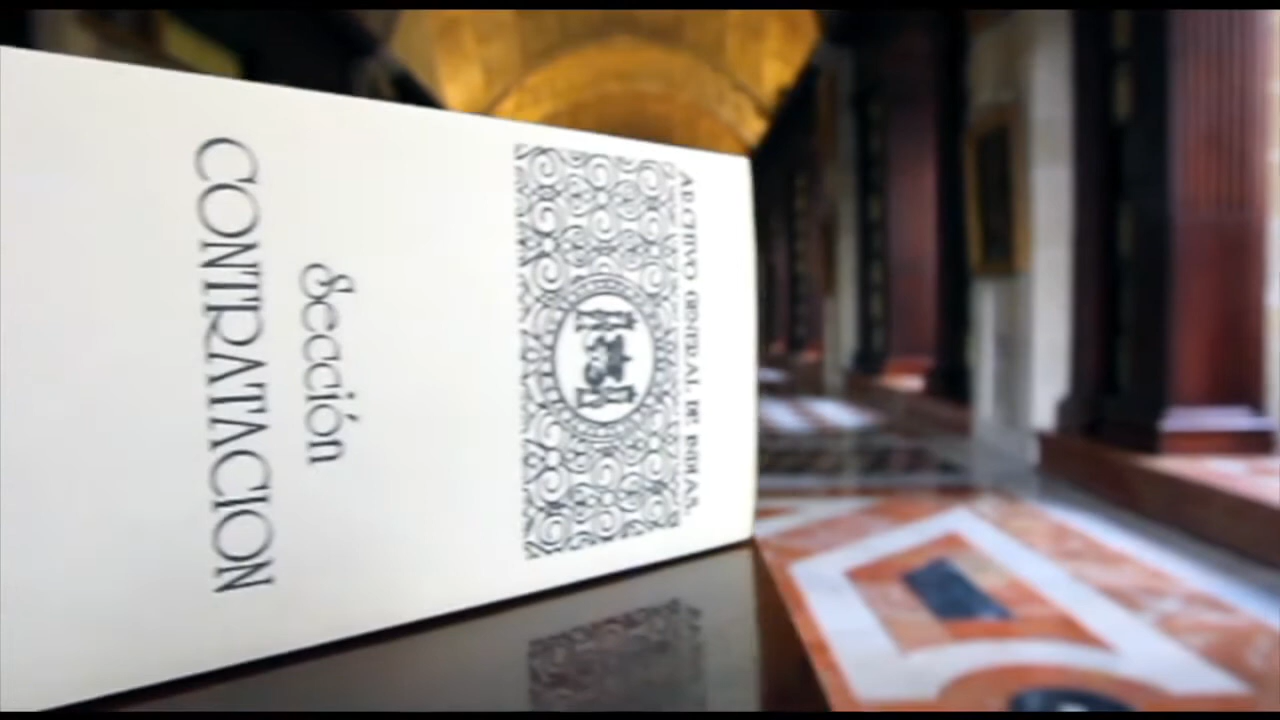 ARCHIVO GENERAL DE INDIAS.
Sección
CONTRATACION